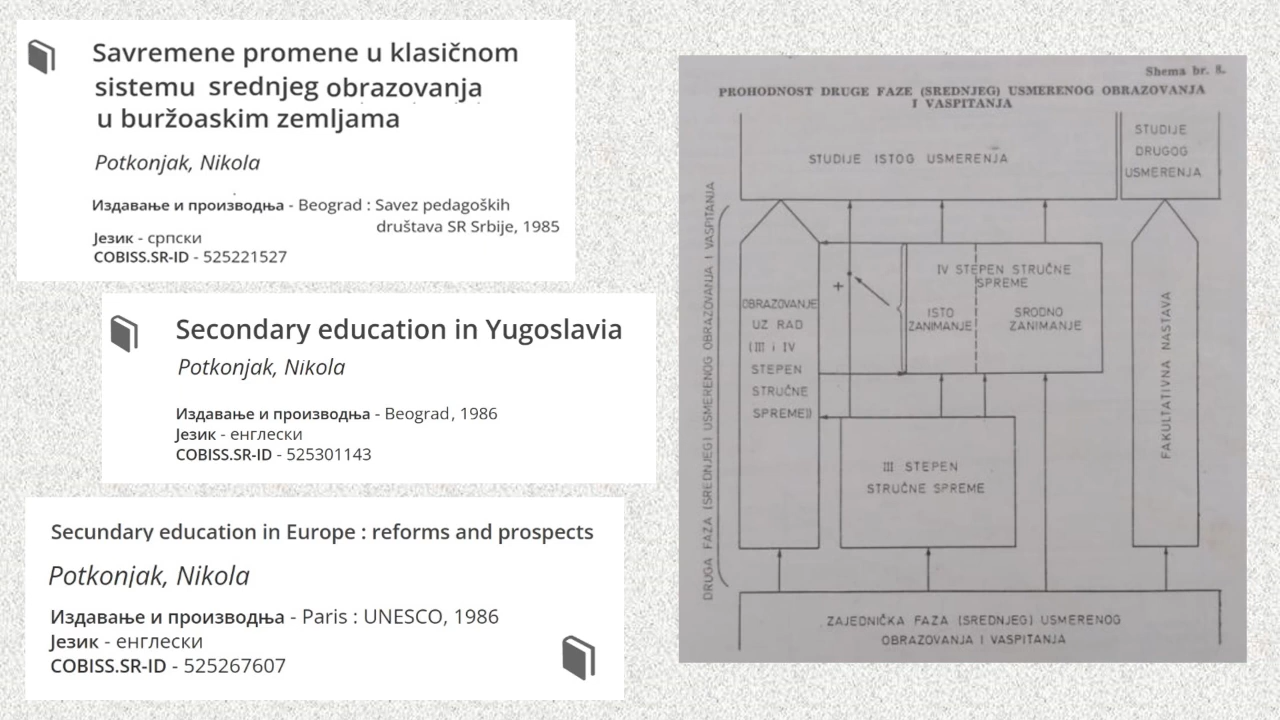 Savremene promene u klasičnom
sistemu srednjeg obrazovanja
u buržoaskim zemljama
Potkonjak, Nikola
Издавање и производња - Beograd : Savez pedagoških
društava SR Srbije, 1985
Језик - српски
COBISS.SR-ID - 525221527
Secondary education in Yugoslavia
Potkonjak, Nikola
Издавање и производња - Beograd, 1986
Језик - енглески
COBISS.SR-ID - 525301143
Secundary education in Europe : reforms and prospects
Potkonjak, Nikola
Издавање и производња - Paris : UNESCO, 1986
Језик - енглески
COBISS.SR-ID - 525267607
Shema br. 8.
PROHODNOST DRUGE FAZE (SREDNJEG) USMERENOG OBRAZOVANJA
I VASPITANJA
STUDIJE ISTOG USMERENJA
STUDIJE
DRUGOG
USMERENJA
DRUGA FAZA (SREDNJEG) USMERENOG OBRAZOVANJA I VASPITANJA
OBRAZOVANJE
UZ RAD
(III i IV
STEPEN
STRUČNE
SPREME))
+
IV STEPEN STRUČNE
SPREME
ISTO
ZANIMANJE
SRODNO
ZANIMANJE
FAKULTATIVNA NASTAVA
III STEPEN
STRUČNE SPREME
ZAJEDNIČKA FAZA (SREDNJEG) USMERENOG
OBRAZOVANJA I VASPITANJA